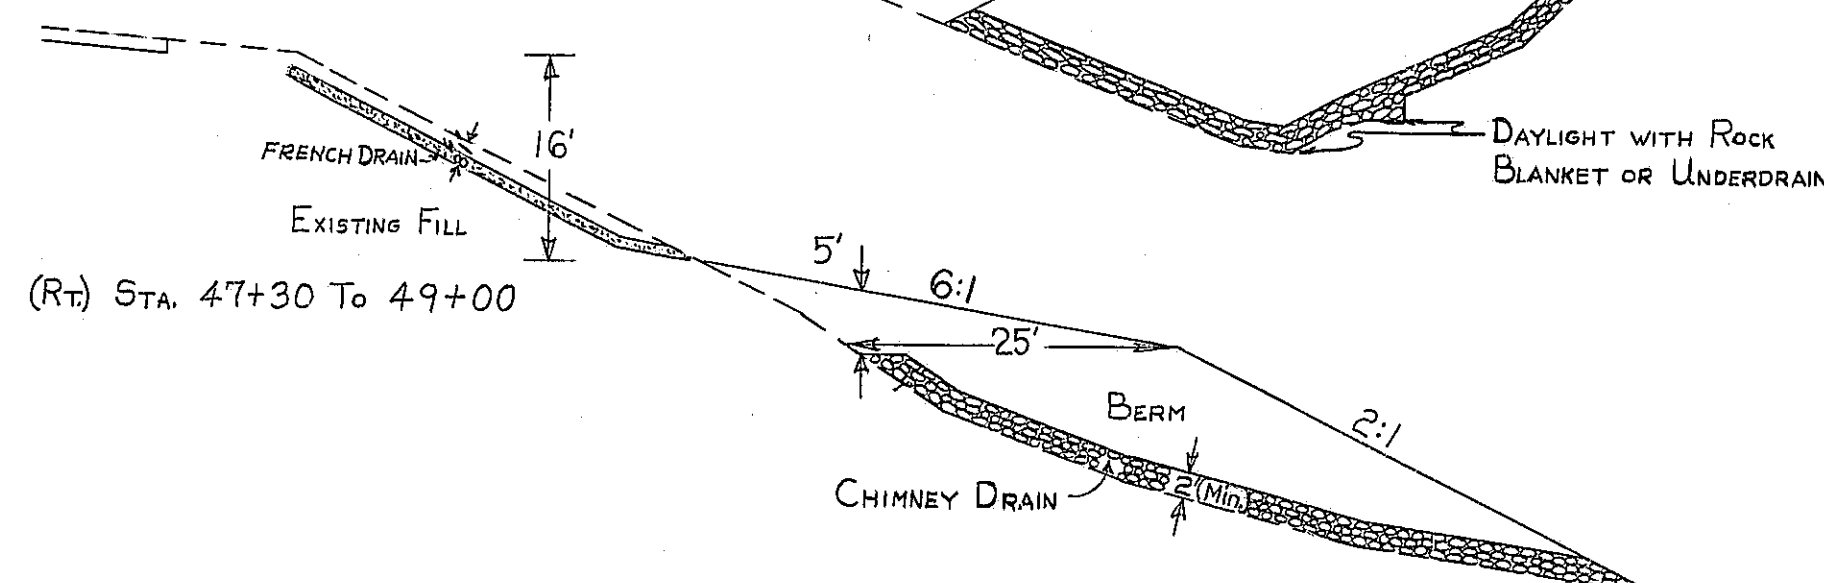 DAYLIGHT WITH ROCK
BLANKET OR UNDERDRAIN
16'
FRENCH DRAIN
EXISTING FILL
5'
6:1
(RT.) STA. 47+30 TO 49+00
25'
BERM
2:1
CHIMNEY DRAIN
2'(Min.)